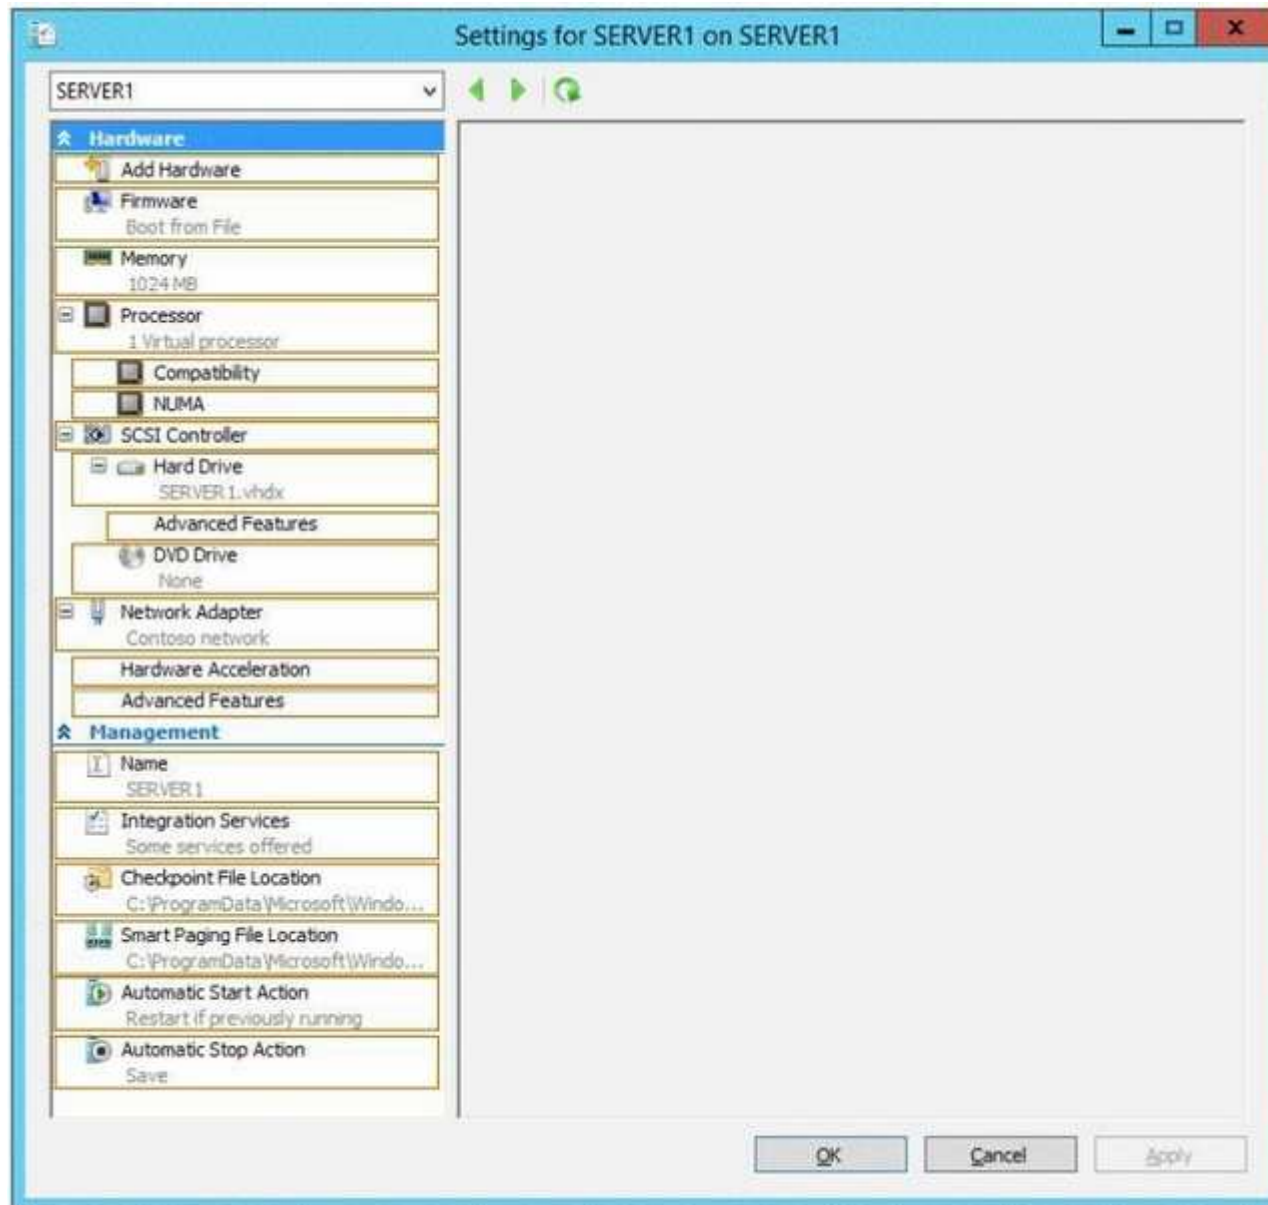 Settings for SERVER1 on SERVER1
SERVER1
Hardware
Add Hardware
Firmware
Boot from File
Memory
1024 MB
Processor
1 Virtual processor
Compatibility
NUMA
SCSI Controller
Hard Drive
SERVER1.vhdx
Advanced Features
DVD Drive
None
Network Adapter
Contoso network
Hardware Acceleration
Advanced Features
Management
Name
SERVER1
Integration Services
Some services offered
Checkpoint File Location
C:\ProgramData\Microsoft\Windo...
Smart Paging File Location
C:\ProgramData\Microsoft\Windo...
Automatic Start Action
Restart if previously running
Automatic Stop Action
Save
OK Cancel Apply